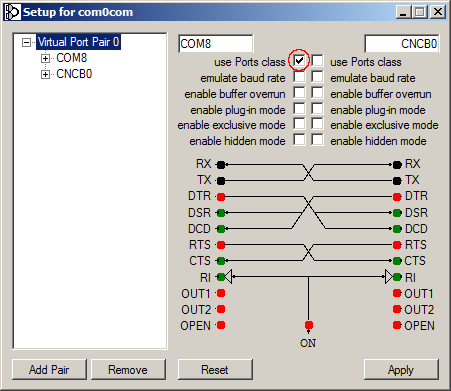 Setup for com0com
Virtual Port Pair 0
COM8
CNCB0
COM8 CNCB0
use Ports class use Ports class
emulate baud rate emulate baud rate
enable buffer overrun enable buffer overrun
enable plug-in mode enable plug-in mode
enable exclusive mode enable exclusive mode
enable hidden mode enable hidden mode
RX RX
TX TX
DTR DTR
DSR DSR
DCD DCD
RTS RTS
CTS CTS
RI RI
OUT1 OUT1
OUT2 OUT2
OPEN OPEN
ON
Add Pair Remove Reset Apply